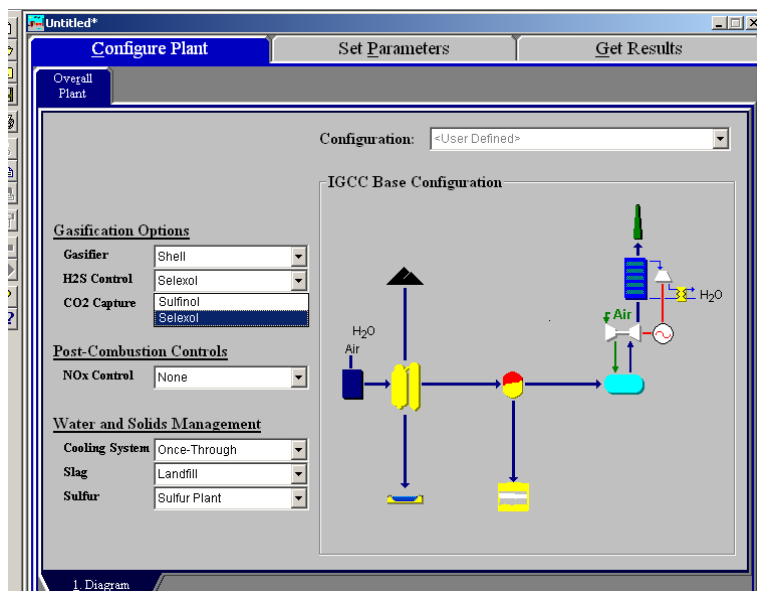 Untitled*
Configure Plant
Set Parameters
Get Results
Overall
Plant
Configuration:
<User Defined>
IGCC Base Configuration
Gasification Options
Gasifier
Shell
H2S Control
Selexol
CO2 Capture
Sulfinol
Selexol
Post-Combustion Controls
NOx Control
None
Water and Solids Management
Cooling System
Once-Through
Slag
Landfill
Sulfur
Sulfur Plant
H₂O
Air
Air
H₂O
1. Diagram